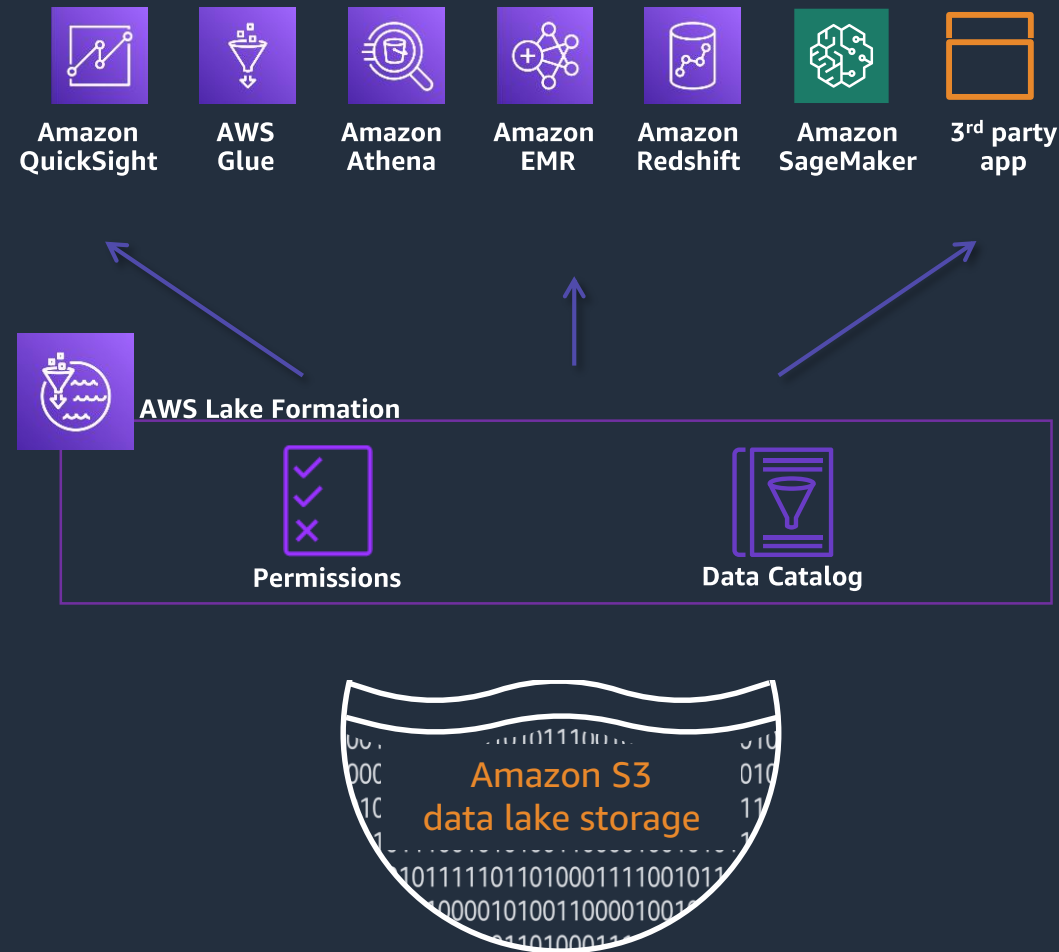 Amazon
QuickSight
AWS
Glue
Amazon
Athena
Amazon
EMR
Amazon
Redshift
Amazon
SageMaker
3rd party
app
AWS Lake Formation
Permissions
Data Catalog
Amazon S3
data lake storage